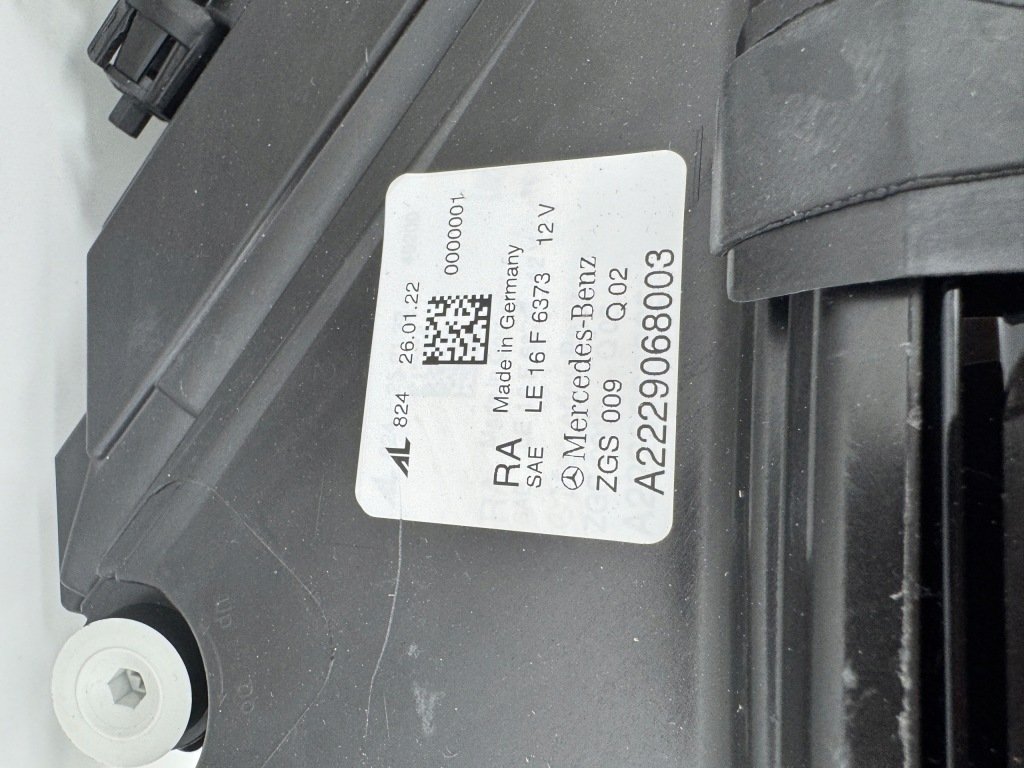 AL 824 26.01.22
0000001
RA Made in Germany
SAE LE 16 F 6373 12 V
Mercedes-Benz
ZGS 009 Q 02
A2229068003